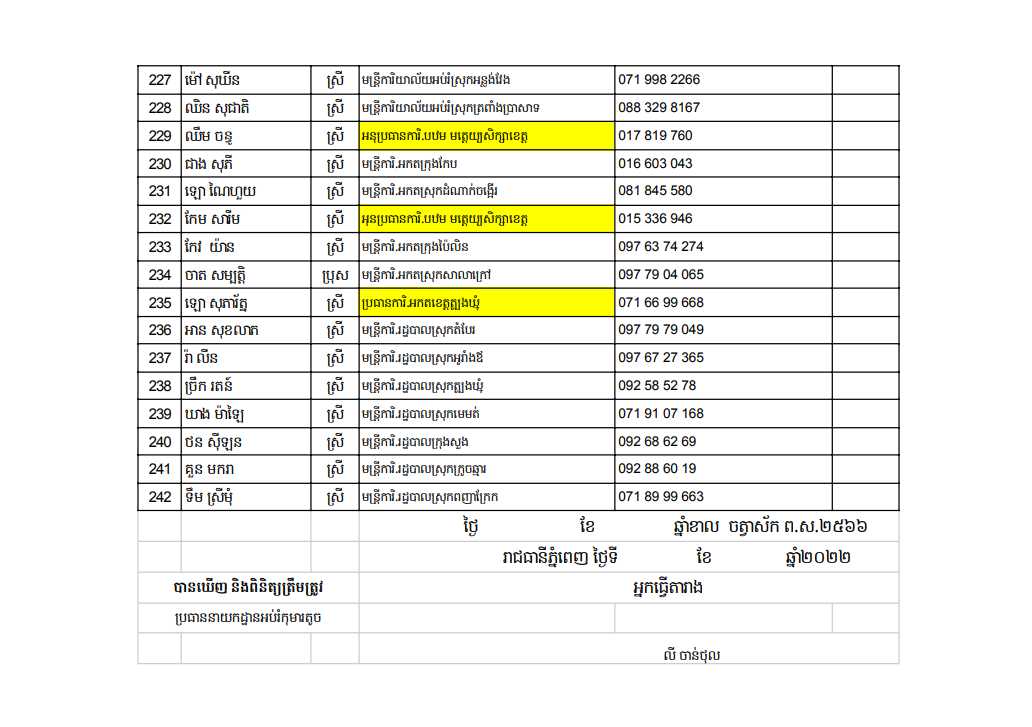 227 ម៉ៅ សុឃីន ស្រី មន្ត្រីការិយាល័យអប់រំស្រុកអន្លង់វែង 071 998 2266
228 ឈិន សុជាតិ ស្រី មន្ត្រីការិយាល័យអប់រំស្រុកត្រពាំងប្រាសាទ 088 329 8167
229 ឈឹម ចន្ធូ ស្រី អនុប្រធានការិ.បឋម មត្តេយ្យសិក្សាខេត្ត 017 819 760
230 ជាង សុភី ស្រី មន្ត្រីការិ.អកតក្រុងកែប 016 603 043
231 ឡោ ណៃហួយ ស្រី មន្ត្រីការិ.អកតស្រុកដំណាក់ចង្អើរ 081 845 580
232 កែម សារីម ស្រី អុនប្រធានការិ.បឋម មត្តេយ្យសិក្សាខេត្ត 015 336 946
233 កែវ យ៉ាន ស្រី មន្ត្រីការិ.អកតក្រុងប៉ៃលិន 097 63 74 274
234 ចាត សម្បត្តិ ប្រុស មន្ត្រីការិ.អកតស្រុកសាលាក្រៅ 097 79 04 065
235 ឡោ សុភារ័ត្ន ស្រី ប្រធានការិ.អកតខេត្តត្បូងឃ្មុំ 071 66 99 668
236 អាន សុខលាភ ស្រី មន្ត្រីការិ.រដ្ឋបាលស្រុកតំបែរ 097 79 79 049
237 រ៉ា លីន ស្រី មន្ត្រីការិ.រដ្ឋបាលស្រុកអូរាំងឪ 097 67 27 365
238 ច្រឹក រតន៍ ស្រី មន្ត្រីការិ.រដ្ឋបាលស្រុកត្បូងឃ្មុំ 092 58 52 78
239 ឃាង ម៉ាឡៃ ស្រី មន្ត្រីការិ.រដ្ឋបាលស្រុកមេមត់ 071 91 07 168
240 ថន ស៊ីឡន ស្រី មន្ត្រីការិ.រដ្ឋបាលក្រុងសួង 092 68 62 69
241 គួន មករា ស្រី មន្ត្រីការិ.រដ្ឋបាលស្រុកក្រូចឆ្មារ 092 88 60 19
242 ទឹម ស្រីមុំ ស្រី មន្ត្រីការិ.រដ្ឋបាលស្រុកពញាក្រែក 071 89 99 663
ថ្ងៃ ខែ ឆ្នាំខាល ចត្វាស័ក ព.ស.២៥៦៦
រាជធានីភ្នំពេញ ថ្ងៃទី ខែ ឆ្នាំ២០២២
បានឃើញ និងពិនិត្យត្រឹមត្រូវ អ្នកធ្វើតារាង
ប្រធាននាយកដ្ឋានអប់រំកុមារតូច
លី ចាន់ថុល